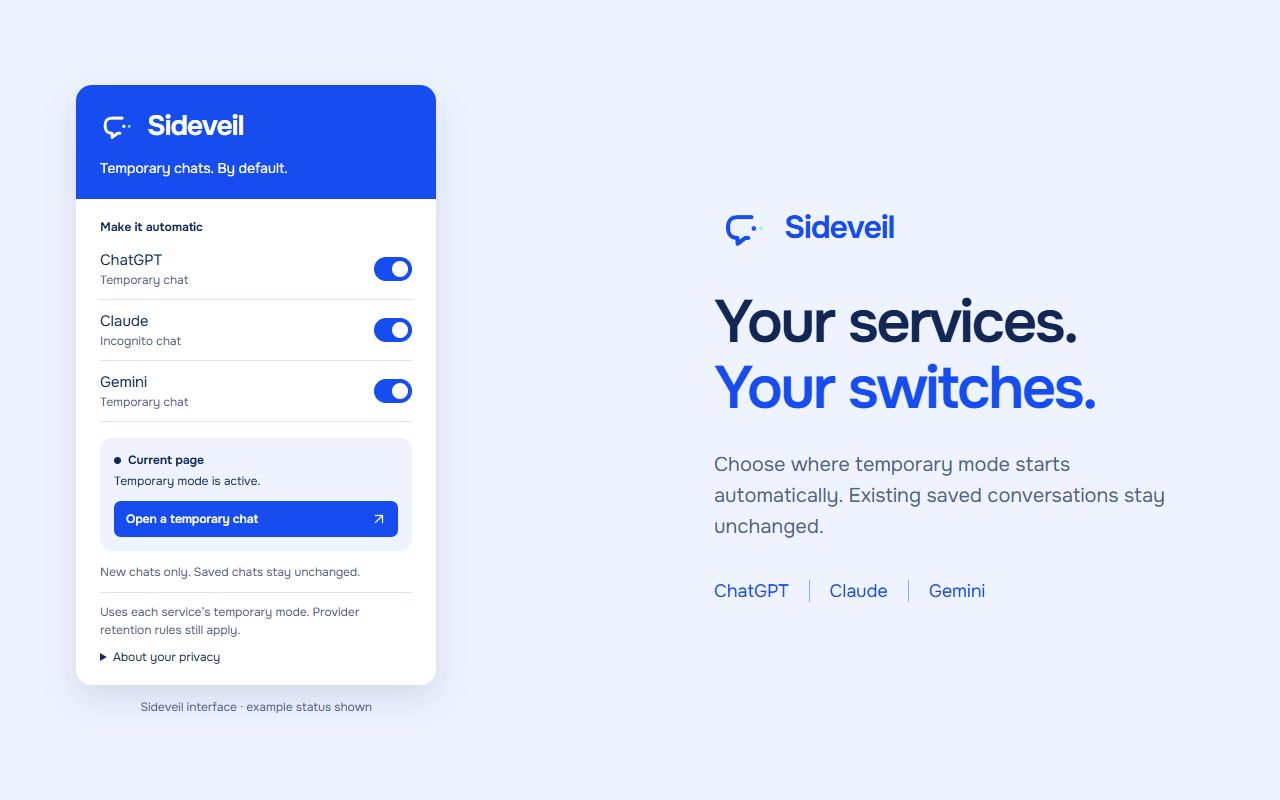 Sideveil
Temporary chats. By default.
Make it automatic
ChatGPT
Temporary chat
Claude
Incognito chat
Gemini
Temporary chat
Current page
Temporary mode is active.
Open a temporary chat
New chats only. Saved chats stay unchanged.
Uses each service’s temporary mode. Provider
retention rules still apply.
About your privacy
Sideveil interface · example status shown
Sideveil
Your services.
Your switches.
Choose where temporary mode starts
automatically. Existing saved conversations stay
unchanged.
ChatGPT
Claude
Gemini